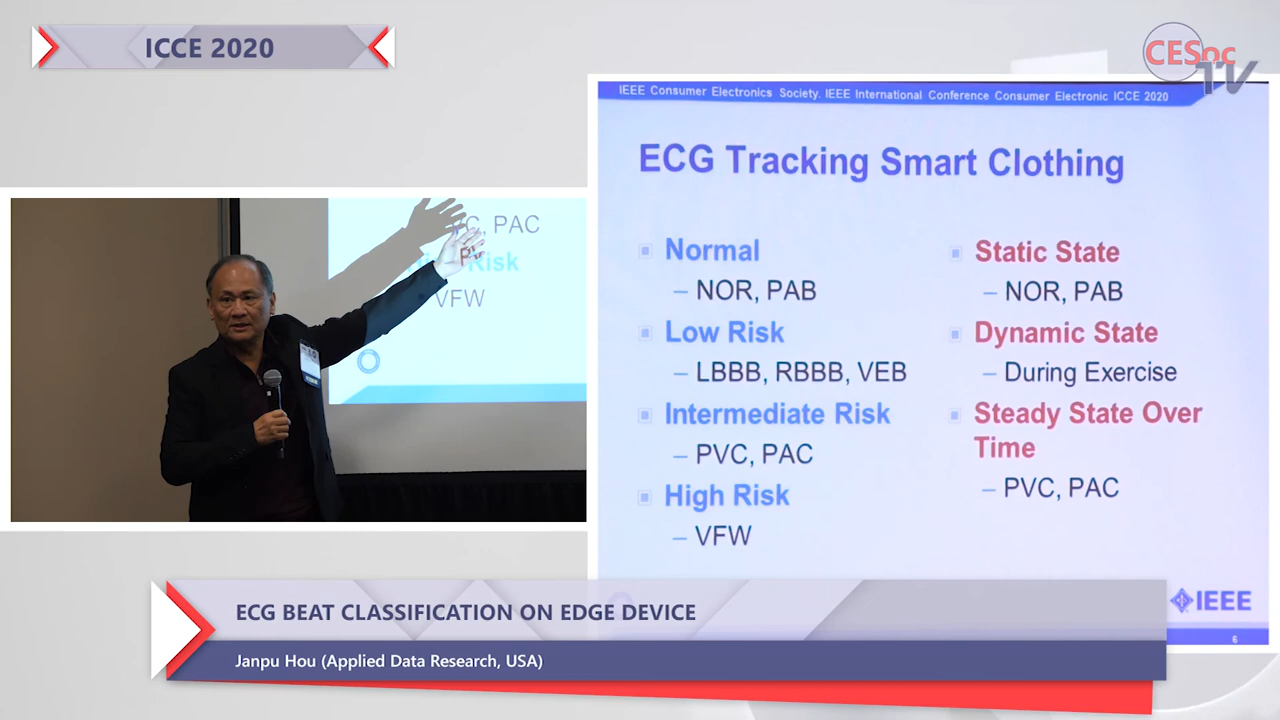 ICCE 2020
CESoc
TV
IEEE Consumer Electronics Society. IEEE International Conference Consumer Electronic ICCE 2020
ECG Tracking Smart Clothing
Normal
– NOR, PAB
Low Risk
– LBBB, RBBB, VEB
Intermediate Risk
– PVC, PAC
High Risk
– VFW
Static State
– NOR, PAB
Dynamic State
– During Exercise
Steady State Over
Time
– PVC, PAC
VC, PAC
Risk
VFW
ECG BEAT CLASSIFICATION ON EDGE DEVICE
Janpu Hou (Applied Data Research, USA)
IEEE
6